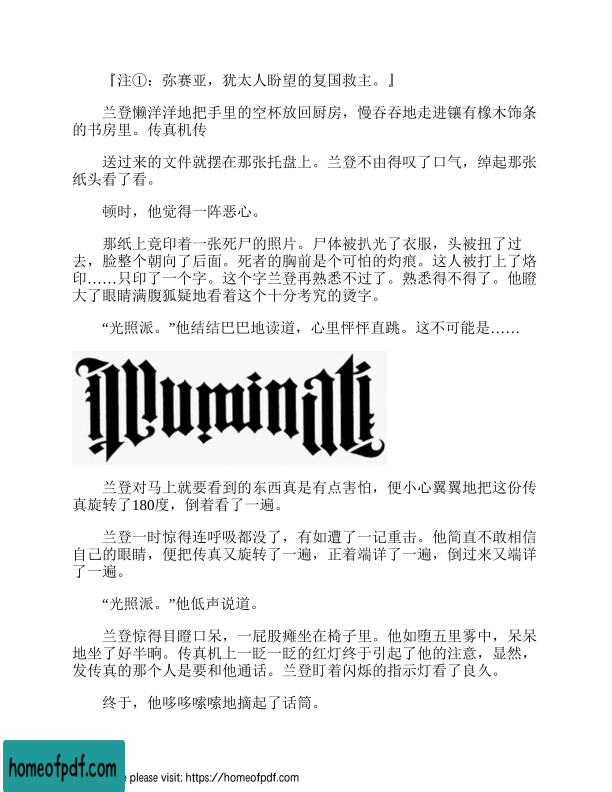 『注①：弥赛亚，犹太人盼望的复国救主。』
兰登懒洋洋地把手里的空杯放回厨房，慢吞吞地走进镶有橡木饰条
的书房里。传真机传
送过来的文件就摆在那张托盘上。兰登不由得叹了口气，绰起那张
纸头看了看。
顿时，他觉得一阵恶心。
那纸上竟印着一张死尸的照片。尸体被扒光了衣服，头被扭了过
去，脸整个朝向了后面。死者的胸前是个可怕的灼痕。这人被打上了烙
印……只印了一个字。这个字兰登再熟悉不过了。熟悉得不得了。他瞪
大了眼睛满腹狐疑地看着这个十分考究的烫字。
“光照派。”他结结巴巴地读道，心里怦怦直跳。这不可能是……
Illuminati
兰登对马上就要看到的东西真是有点害怕，便小心翼翼地把这份传
真旋转了180度，倒着看了一遍。
兰登一时惊得连呼吸都没了，有如遭了一记重击。他简直不敢相信
自己的眼睛，便把传真又旋转了一遍，正着端详了一遍，倒过来又端详
了一遍。
“光照派。”他低声说道。
兰登惊得目瞪口呆，一屁股瘫坐在椅子里。他如堕五里雾中，呆呆
地坐了好半晌。传真机上一眨一眨的红灯终于引起了他的注意，显然，
发传真的那个人是要和他通话。兰登盯着闪烁的指示灯看了良久。
终于，他哆哆嗦嗦地摘起了话筒。
homeofpdf.com
e please visit: https://homeofpdf.com